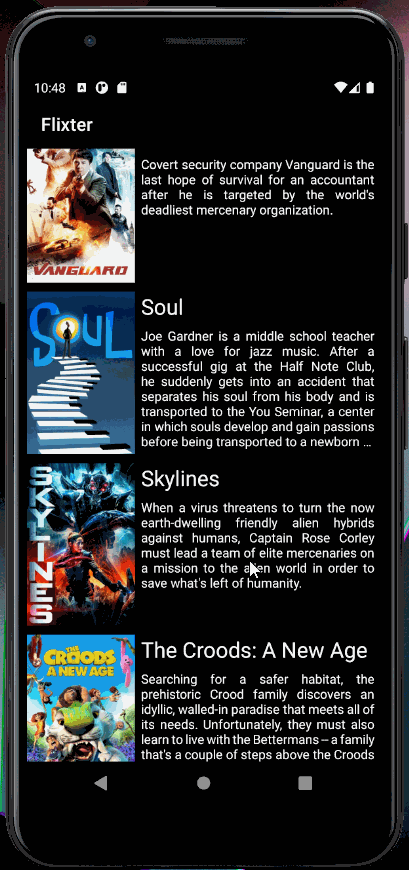 10:48
Flixter
VANGUARD
Covert security company Vanguard is the
last hope of survival for an accountant
after he is targeted by the world's
deadliest mercenary organization.
SOUL
Soul
Joe Gardner is a middle school teacher
with a love for jazz music. After a
successful gig at the Half Note Club,
he suddenly gets into an accident that
separates his soul from his body and is
transported to the You Seminar, a center
in which souls develop and gain passions
before being transported to a newborn ...
SKYLINES
Skylines
When a virus threatens to turn the now
earth-dwelling friendly alien hybrids
against humans, Captain Rose Corley
must lead a team of elite mercenaries on
a mission to the alien world in order to
save what's left of humanity.
THE
CROODS
A NEW AGE
The Croods: A New Age
Searching for a safer habitat, the
prehistoric Crood family discovers an
idyllic, walled-in paradise that meets all of
its needs. Unfortunately, they must also
learn to live with the Bettermans – a family
that's a couple of steps above the Croods